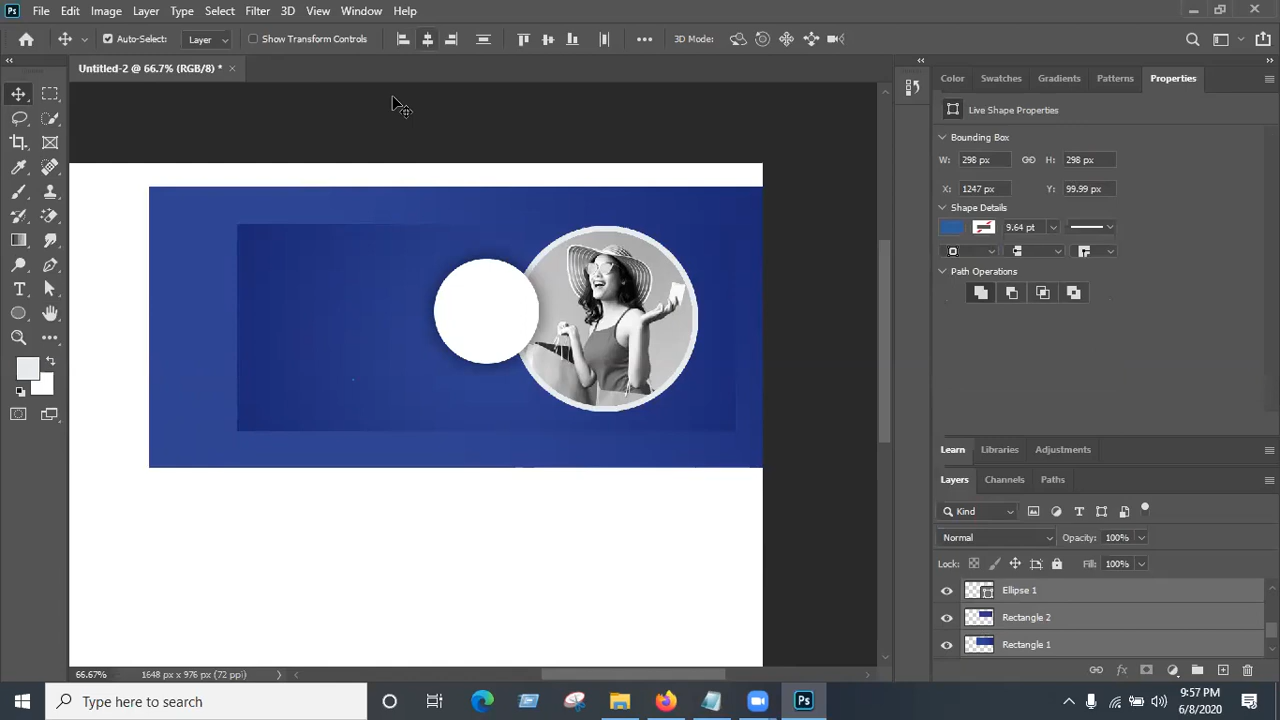 Ps File Edit Image Layer Type Select Filter 3D View Window Help
Auto-Select: Layer Show Transform Controls 3D Mode:
Untitled-2 @ 66.7% (RGB/8) * ×
Color Swatches Gradients Patterns Properties
Live Shape Properties
Bounding Box
W: 298 px H: 298 px
X: 1247 px Y: 99.99 px
Shape Details
9.64 pt
Path Operations
Learn Libraries Adjustments
Layers Channels Paths
Kind
Normal Opacity: 100%
Lock: Fill: 100%
Ellipse 1
Rectangle 2
Rectangle 1
66.67% 1648 px x 976 px (72 ppi)
Type here to search
Ps
9:57 PM
6/8/2020